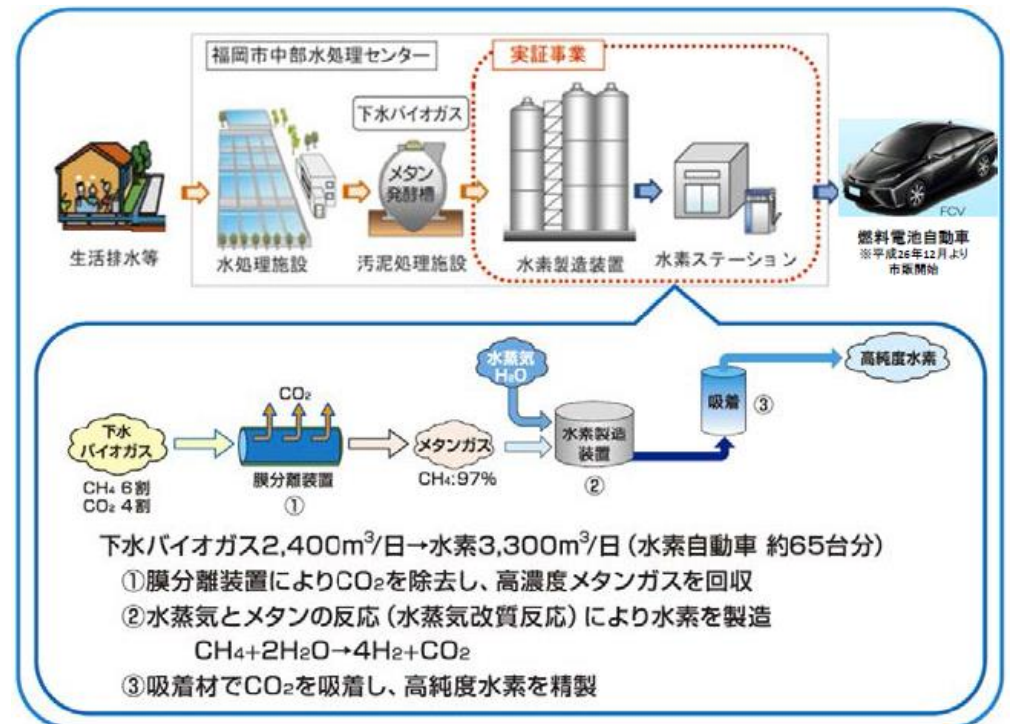 福岡市中部水処理センター
実証事業
下水バイオガス
メタン
発酵槽
FCV
生活排水等
水処理施設
汚泥処理施設
水素製造装置
水素ステーション
燃料電池自動車
※平成26年12月より
市販開始
水蒸気
H₂O
高純度水素
CO₂
吸着
③
下水
バイオガス
メタンガス
水素製造
装置
CH₄ 6割
CO₂ 4割
膜分離装置
①
CH₄:97%
②
下水バイオガス2,400m³/日→水素3,300m³/日(水素自動車 約65台分)
①膜分離装置によりCO₂を除去し、高濃度メタンガスを回収
②水蒸気とメタンの反応(水蒸気改質反応)により水素を製造
CH₄+2H₂O→4H₂+CO₂
③吸着材でCO₂を吸着し、高純度水素を精製